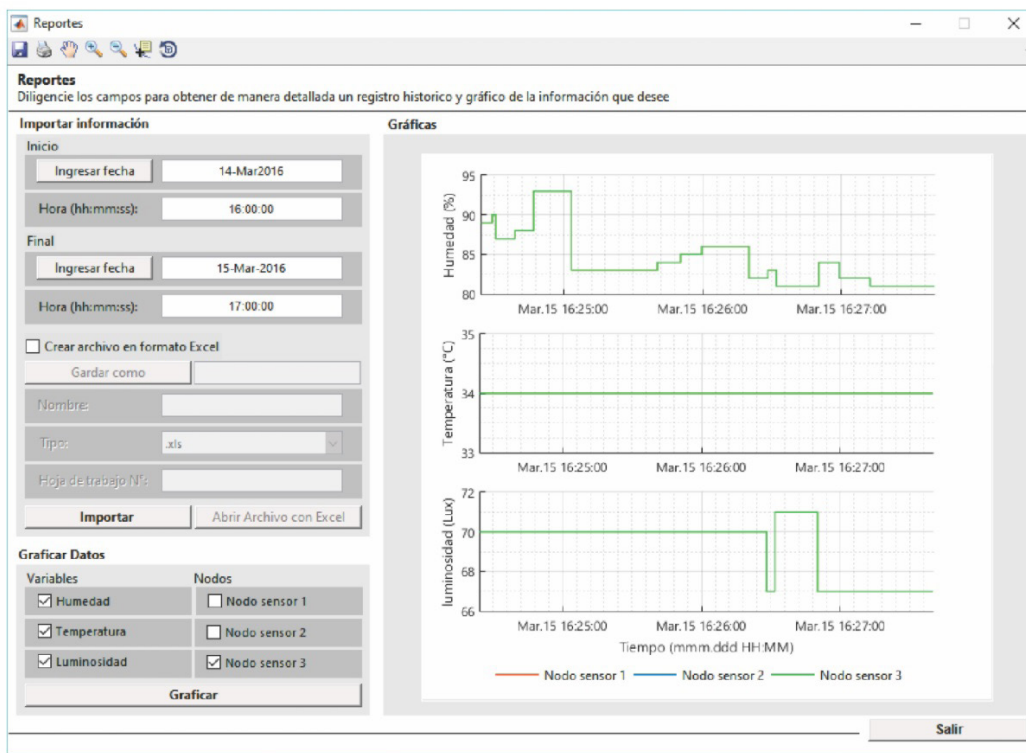 Reportes
Reportes
Diligencie los campos para obtener de manera detallada un registro historico y gráfico de la información que desee
Importar información
Inicio
Ingresar fecha 14-Mar2016
Hora (hh:mm:ss): 16:00:00
Final
Ingresar fecha 15-Mar-2016
Hora (hh:mm:ss): 17:00:00
Crear archivo en formato Excel
Gardar como
Nombre:
Tipo: .xls
Hoja de trabajo N°:
Importar Abrir Archivo con Excel
Graficar Datos
Variables Nodos
Humedad Nodo sensor 1
Temperatura Nodo sensor 2
Luminosidad Nodo sensor 3
Graficar
Gráficas
Humedad (%)
95
90
85
80
Mar.15 16:25:00 Mar.15 16:26:00 Mar.15 16:27:00
Temperatura (°C)
35
34
33
Mar.15 16:25:00 Mar.15 16:26:00 Mar.15 16:27:00
luminosidad (Lux)
72
70
68
66
Mar.15 16:25:00 Mar.15 16:26:00 Mar.15 16:27:00
Tiempo (mmm.ddd HH:MM)
Nodo sensor 1 Nodo sensor 2 Nodo sensor 3
Salir